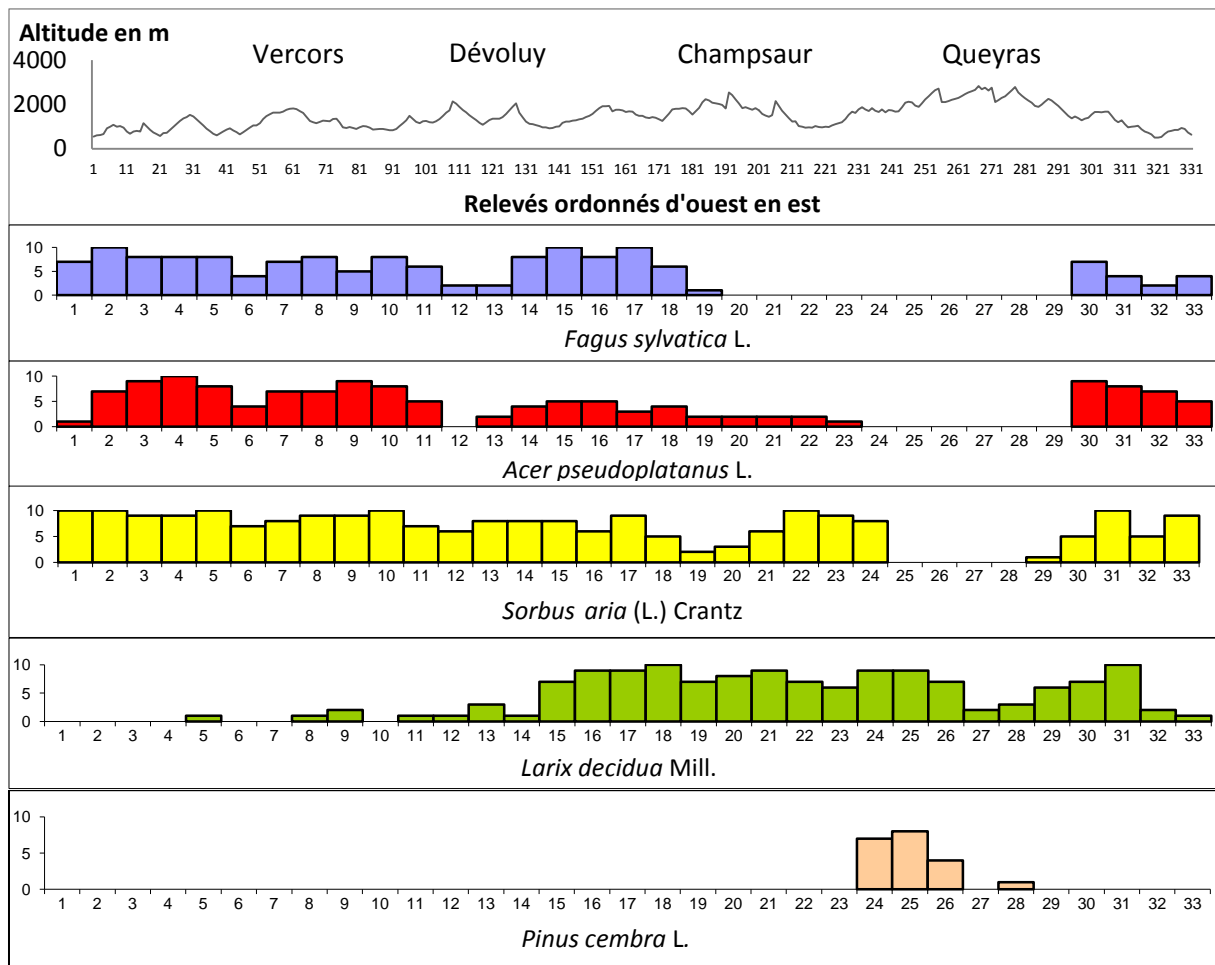 Altitude en m
Vercors Dévoluy Champsaur Queyras
4000
2000
0
1 11 21 31 41 51 61 71 81 91 101 111 121 131 141 151 161 171 181 191 201 211 221 231 241 251 261 271 281 291 301 311 321 331
Relevés ordonnés d'ouest en est
10
5
0
1 2 3 4 5 6 7 8 9 10 11 12 13 14 15 16 17 18 19 20 21 22 23 24 25 26 27 28 29 30 31 32 33
Fagus sylvatica L.
10
5
0
1 2 3 4 5 6 7 8 9 10 11 12 13 14 15 16 17 18 19 20 21 22 23 24 25 26 27 28 29 30 31 32 33
Acer pseudoplatanus L.
10
5
0
1 2 3 4 5 6 7 8 9 10 11 12 13 14 15 16 17 18 19 20 21 22 23 24 25 26 27 28 29 30 31 32 33
Sorbus aria (L.) Crantz
10
5
0
1 2 3 4 5 6 7 8 9 10 11 12 13 14 15 16 17 18 19 20 21 22 23 24 25 26 27 28 29 30 31 32 33
Larix decidua Mill.
10
5
0
1 2 3 4 5 6 7 8 9 10 11 12 13 14 15 16 17 18 19 20 21 22 23 24 25 26 27 28 29 30 31 32 33
Pinus cembra L.